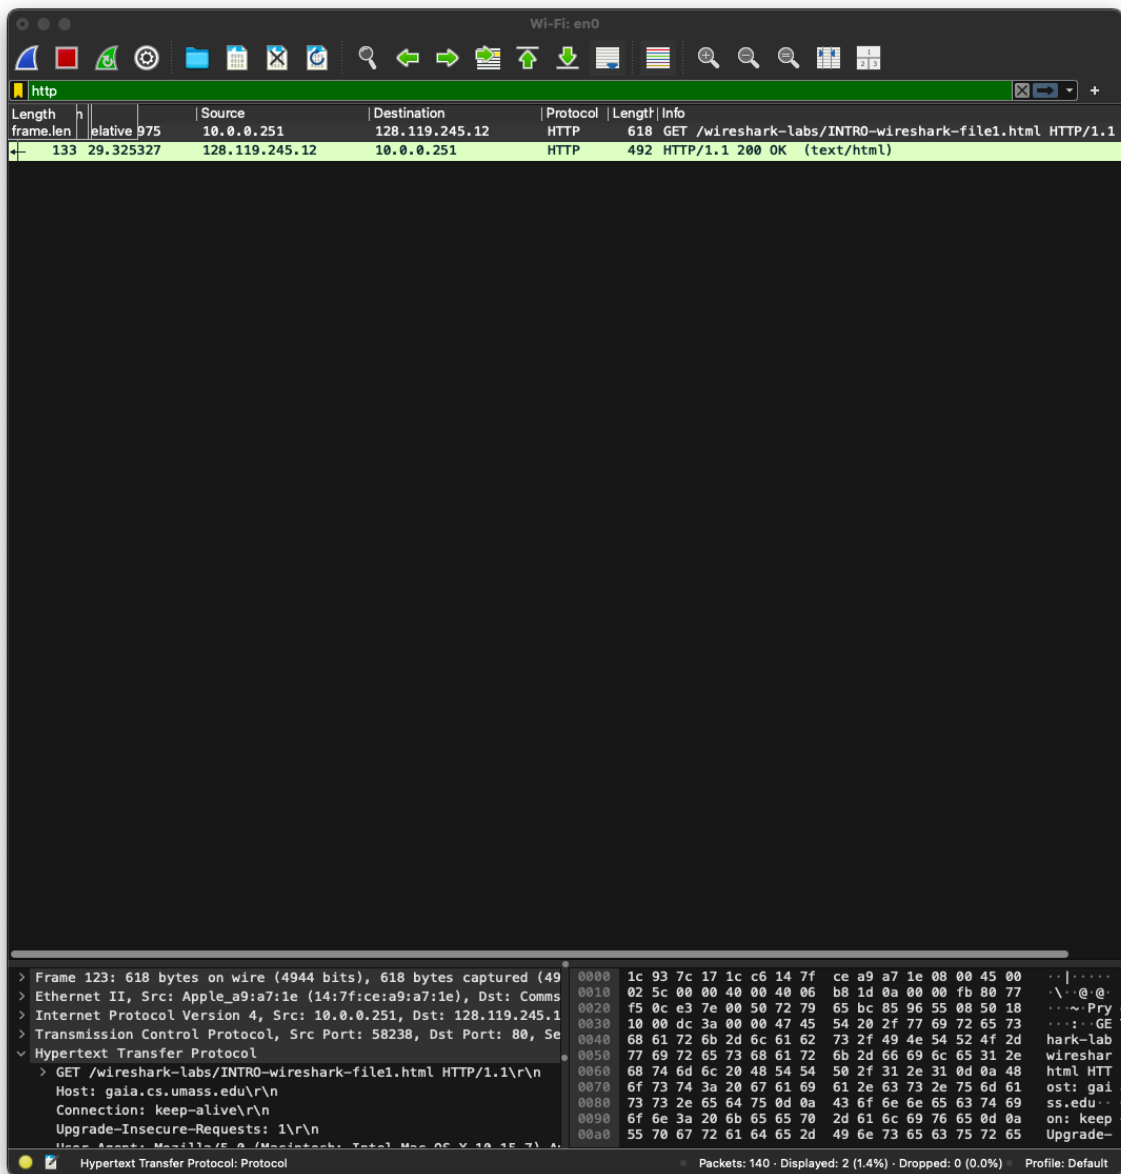 Wi-Fi: en0
http
Length Source Destination Protocol Length Info
frame.len elative 975 10.0.0.251 128.119.245.12 HTTP 618 GET /wireshark-labs/INTRO-wireshark-file1.html HTTP/1.1
133 29.325327 128.119.245.12 10.0.0.251 HTTP 492 HTTP/1.1 200 OK (text/html)
Frame 123: 618 bytes on wire (4944 bits), 618 bytes captured (49
Ethernet II, Src: Apple_a9:a7:1e (14:7f:ce:a9:a7:1e), Dst: Comms
Internet Protocol Version 4, Src: 10.0.0.251, Dst: 128.119.245.1
Transmission Control Protocol, Src Port: 58238, Dst Port: 80, Se
Hypertext Transfer Protocol
GET /wireshark-labs/INTRO-wireshark-file1.html HTTP/1.1\r\n
Host: gaia.cs.umass.edu\r\n
Connection: keep-alive\r\n
Upgrade-Insecure-Requests: 1\r\n
User-Agent: Mozilla/5.0 (Macintosh; Intel Mac OS X 10_15_7) A
0000 1c 93 7c 17 1c c6 14 7f ce a9 a7 1e 08 00 45 00 ··|·····
0010 02 5c 00 00 40 00 40 06 b8 1d 0a 00 00 fb 80 77 ·\··@·@·
0020 f5 0c e3 7e 00 50 72 79 65 bc 85 96 55 08 50 18 ···~·Pry
0030 10 00 dc 3a 00 00 47 45 54 20 2f 77 69 72 65 73 ···:··GE
0040 68 61 72 6b 2d 6c 61 62 73 2f 49 4e 54 52 4f 2d hark-lab
0050 77 69 72 65 73 68 61 72 6b 2d 66 69 6c 65 31 2e wireshar
0060 68 74 6d 6c 20 48 54 54 50 2f 31 2e 31 0d 0a 48 html HTT
0070 6f 73 74 3a 20 67 61 69 61 2e 63 73 2e 75 6d 61 ost: gai
0080 73 73 2e 65 64 75 0d 0a 43 6f 6e 6e 65 63 74 69 ss.edu··
0090 6f 6e 3a 20 6b 65 65 70 2d 61 6c 69 76 65 0d 0a on: keep
00a0 55 70 67 72 61 64 65 2d 49 6e 73 65 63 75 72 65 Upgrade-
Hypertext Transfer Protocol: Protocol
Packets: 140 · Displayed: 2 (1.4%) · Dropped: 0 (0.0%)
Profile: Default